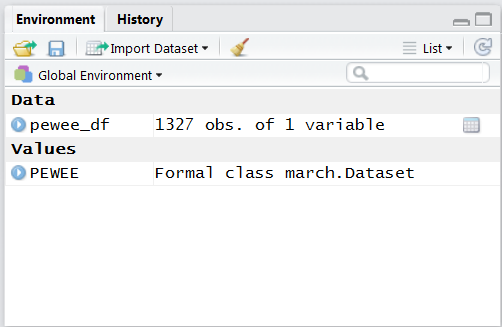 Environment History
Import Dataset List
Global Environment
Data
pewee_df 1327 obs. of 1 variable
Values
PEWEE Formal class march.Dataset